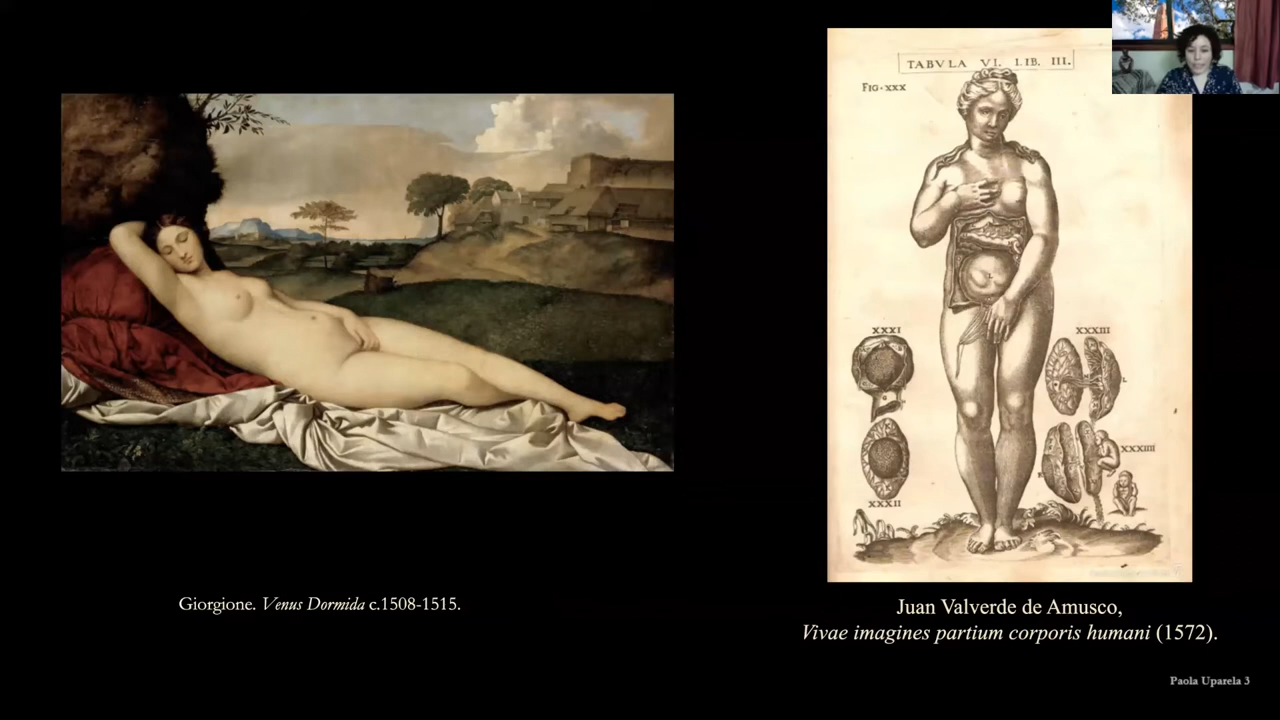 TABVLA VI. LIB. III.
FIG·XXX
XXXI
XXXIII
XXXIIII
XXXII
Giorgione. Venus Dormida c.1508-1515.
Juan Valverde de Amusco,
Vivae imagines partium corporis humani (1572).
Paola Uparela 3